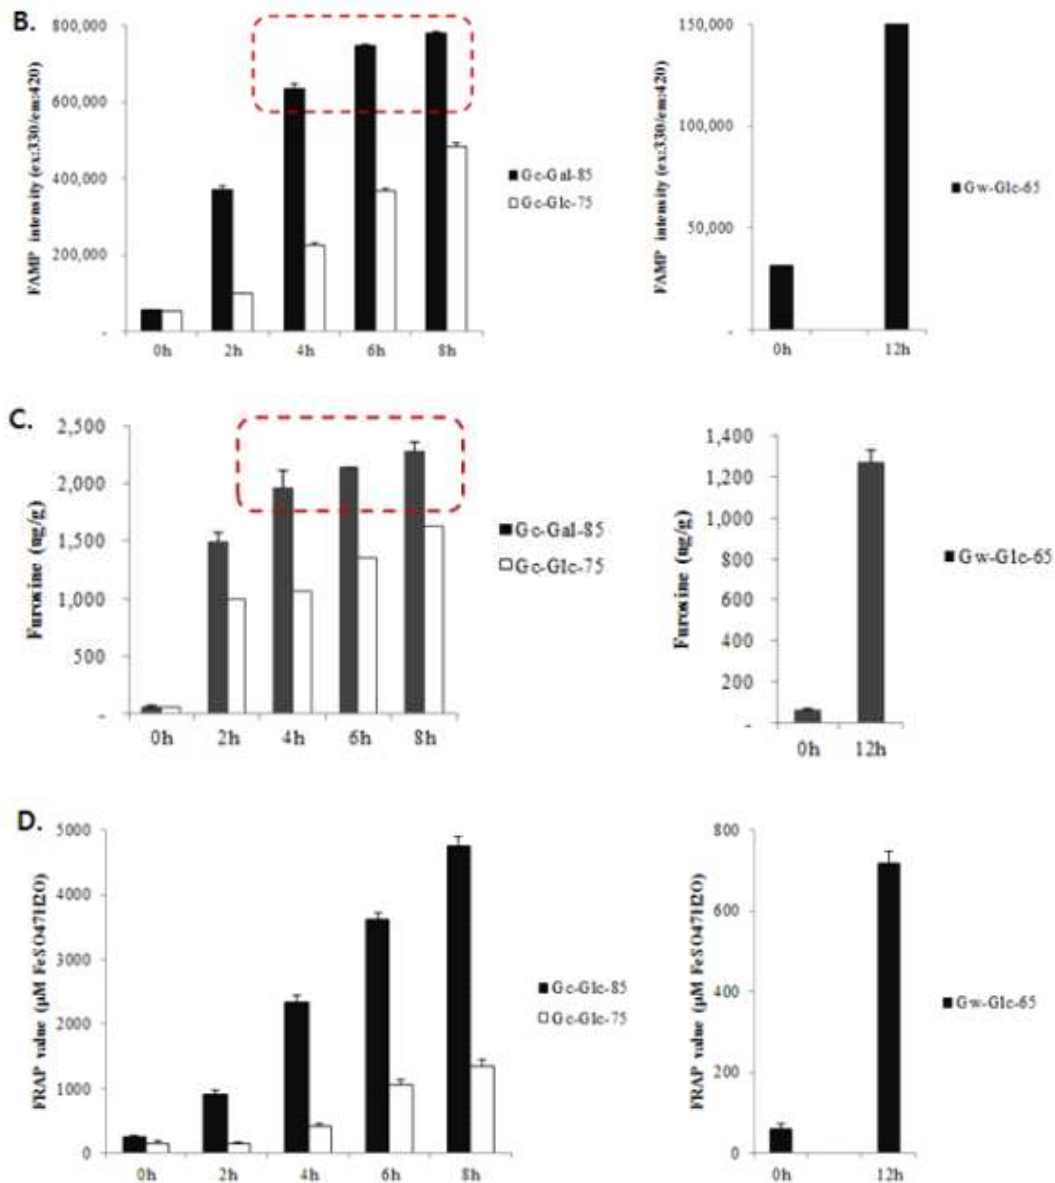 B.
FAMP intensity (ex:330/em:420)
800,000
600,000
400,000
200,000
-
0h 2h 4h 6h 8h
Gc-Gal-85
Gc-Glc-75
FAMP intensity (ex:330/em:420)
150,000
100,000
50,000
-
0h 12h
Gw-Glc-65
C.
Furosine (ug/g)
2,500
2,000
1,500
1,000
500
-
0h 2h 4h 6h 8h
Gc-Gal-85
Gc-Glc-75
Furosine (ug/g)
1,400
1,200
1,000
800
600
400
200
-
0h 12h
Gw-Glc-65
D.
FRAP value (µM FeSO47H2O)
5000
4000
3000
2000
1000
0
0h 2h 4h 6h 8h
Gc-Glc-85
Gc-Glc-75
FRAP value (µM FeSO47H2O)
800
600
400
200
0
0h 12h
Gw-Glc-65